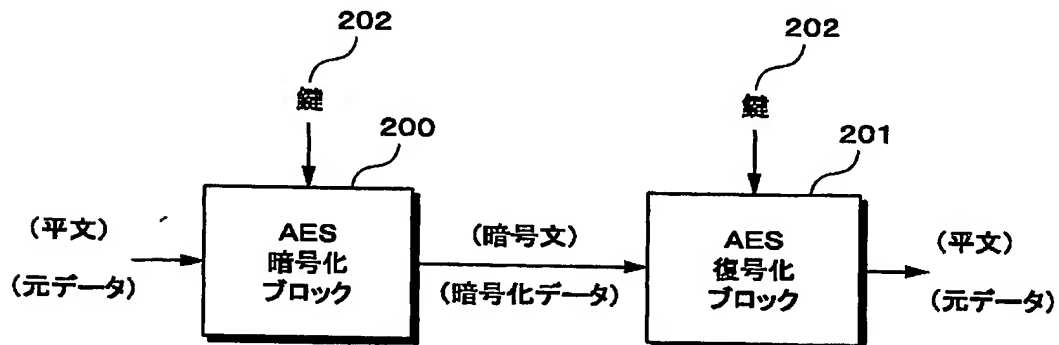 202
202
鍵
鍵
200
201
(平文)
(元データ)
AES
暗号化
ブロック
(暗号文)
(暗号化データ)
AES
復号化
ブロック
(平文)
(元データ)